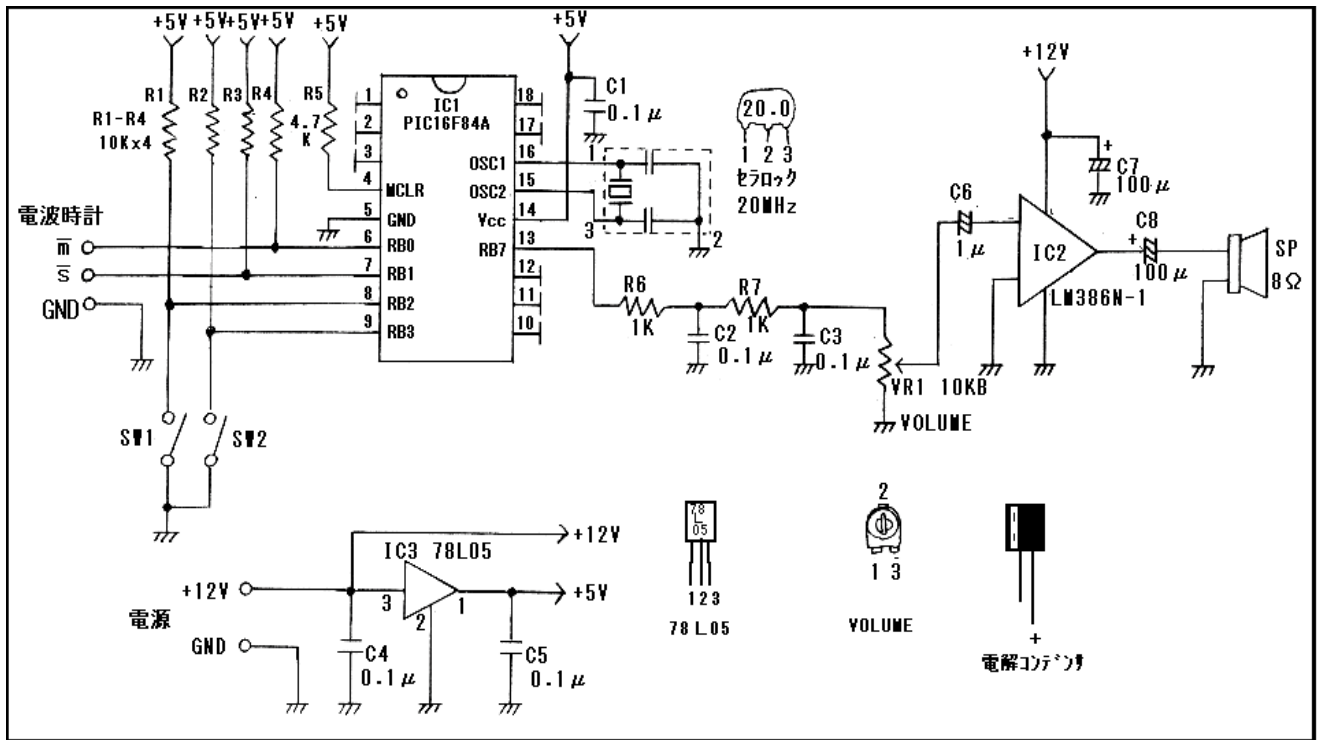 +5V +5V +5V +5V +5V
+5V
+12V
R1 R2 R3 R4 R5
R1-R4
10Kx4
4.7
K
IC1
PIC16F84A
1
2
3
4 MCLR
5 GND
6 RB0
7 RB1
8 RB2
9 RB3
18
17
16 OSC1
15 OSC2
14 Vcc
13 RB7
12
11
10
C1
0.1μ
1
3
2
20.0
1 2 3
セラロック
20MHz
電波時計
m
s
GND
SW1
SW2
R6
1K
R7
1K
C2
0.1μ
C3
0.1μ
VR1 10KB
VOLUME
C6
1μ
+
C7
100μ
IC2
LM386N-1
+
C8
100μ
SP
8Ω
+12V
IC3 78L05
+12V
3
2
1
+5V
電源
GND
C4
0.1μ
C5
0.1μ
78
L
05
123
78L05
2
1 3
VOLUME
+
電解コンデンサ